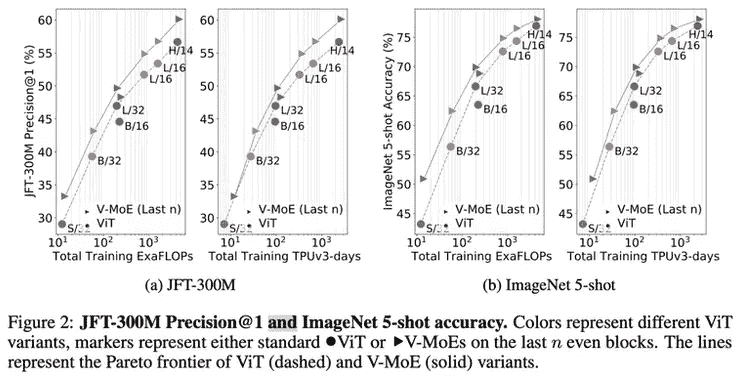 60
55
50
45
40
35
30
JFT-300M Precision@1 (%)
H/14
L/16
L/16
L/32
B/16
B/32
V-MoE (Last n)
ViT
10¹ 10² 10³
Total Training ExaFLOPs
60
55
50
45
40
35
30
H/14
L/16
L/16
L/32
B/16
B/32
V-MoE (Last n)
ViT
10¹ 10² 10³
Total Training TPUv3-days
75
70
65
60
55
50
45
ImageNet 5-shot Accuracy (%)
H/14
L/16
L/16
L/32
B/16
B/32
V-MoE (Last n)
ViT
10¹ 10² 10³
Total Training ExaFLOPs
75
70
65
60
55
50
45
H/14
L/16
L/16
L/32
B/16
B/32
V-MoE (Last n)
ViT
10¹ 10² 10³
Total Training TPUv3-days
(a) JFT-300M
(b) ImageNet 5-shot
Figure 2: JFT-300M Precision@1 and ImageNet 5-shot accuracy. Colors represent different ViT
variants, markers represent either standard ●ViT or ▶V-MoEs on the last n even blocks. The lines
represent the Pareto frontier of ViT (dashed) and V-MoE (solid) variants.